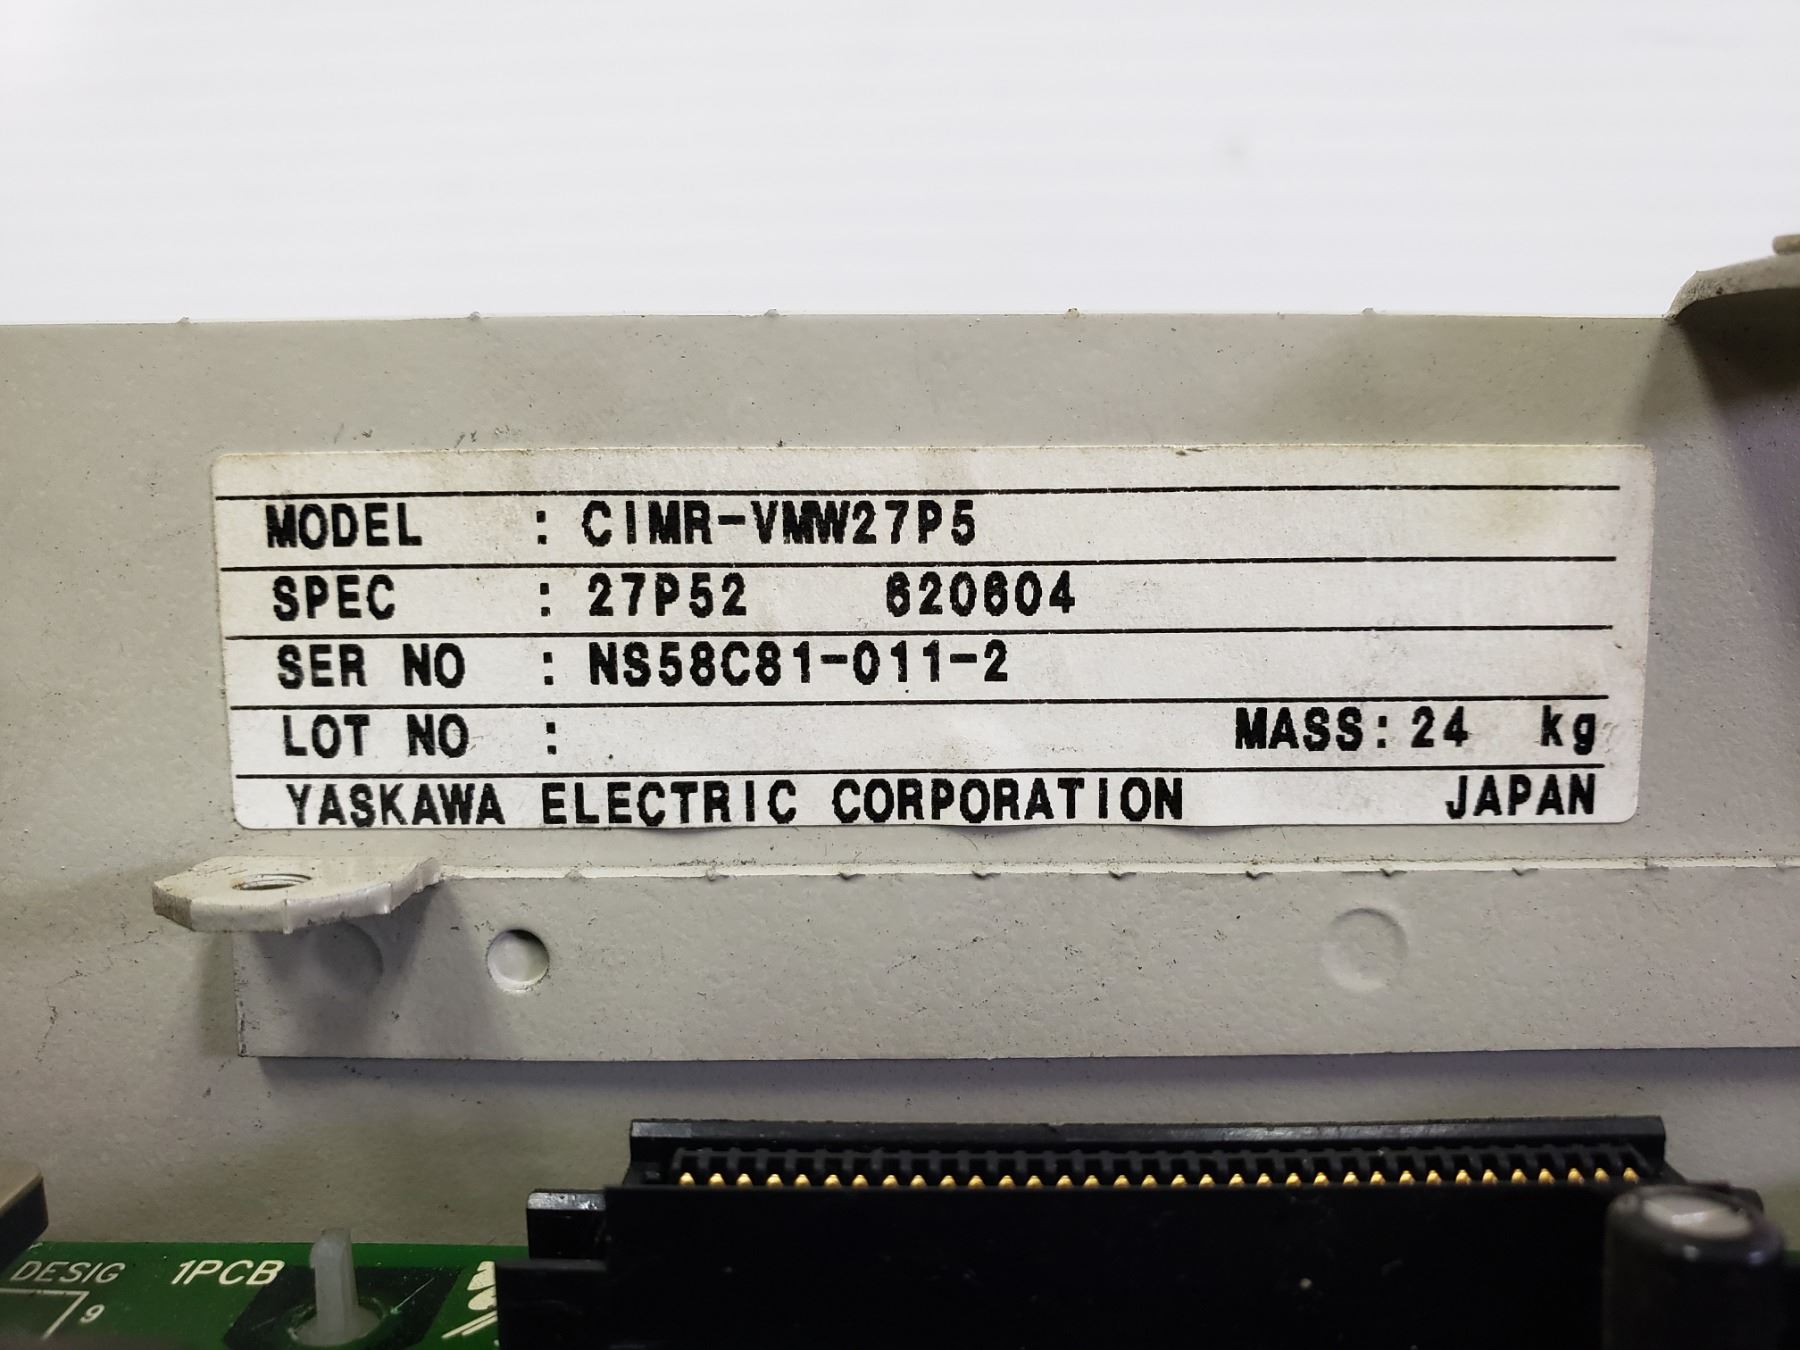 MODEL : CIMR-VMW27P5
SPEC : 27P52 620604
SER NO : NS58C81-011-2
LOT NO : MASS: 24 kg
YASKAWA ELECTRIC CORPORATION JAPAN
DESIG 1PCB
9